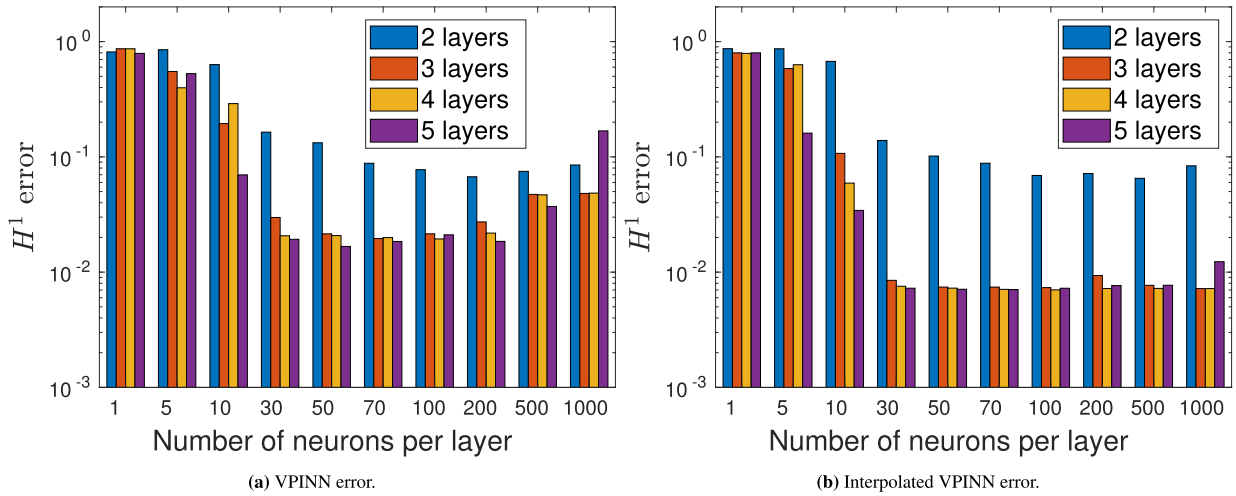 10^0
10^-1
10^-2
10^-3
H^1 error
2 layers
3 layers
4 layers
5 layers
1 5 10 30 50 70 100 200 500 1000
Number of neurons per layer
(a) VPINN error.
10^0
10^-1
10^-2
10^-3
H^1 error
2 layers
3 layers
4 layers
5 layers
1 5 10 30 50 70 100 200 500 1000
Number of neurons per layer
(b) Interpolated VPINN error.